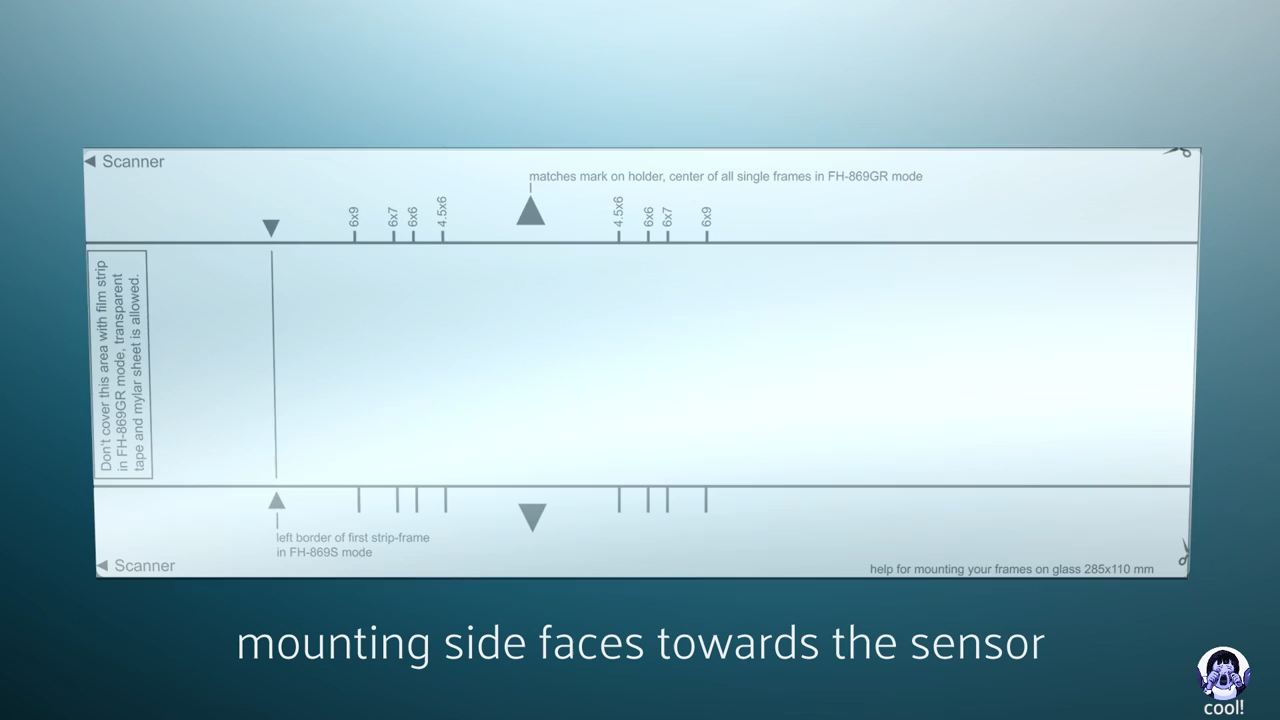 ◀ Scanner
matches mark on holder, center of all single frames in FH-869GR mode
6x9
6x7
6x6
4.5x6
4.5x6
6x6
6x7
6x9
Don't cover this area with film strip
in FH-869GR mode, transparent
tape and mylar sheet is allowed.
left border of first strip-frame
in FH-869S mode
◀ Scanner
help for mounting your frames on glass 285x110 mm
mounting side faces towards the sensor
cool!